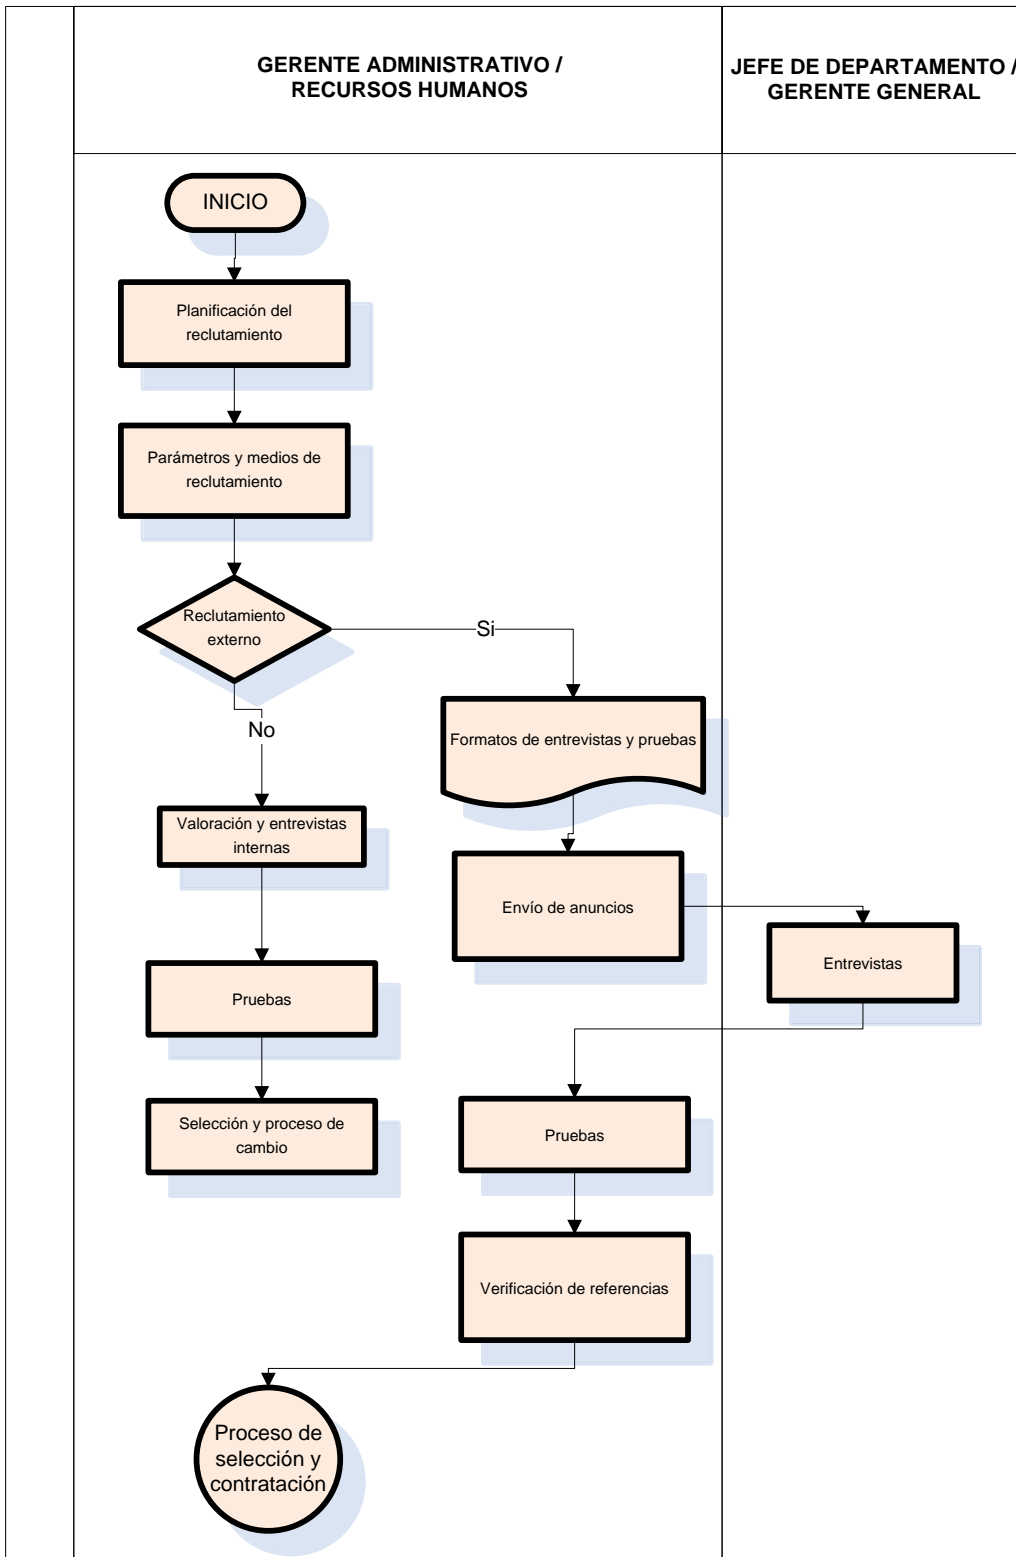 GERENTE ADMINISTRATIVO /
RECURSOS HUMANOS
JEFE DE DEPARTAMENTO /
GERENTE GENERAL
INICIO
Planificación del
reclutamiento
Parámetros y medios de
reclutamiento
Reclutamiento
externo
Si
No
Formatos de entrevistas y pruebas
Valoración y entrevistas
internas
Envío de anuncios
Entrevistas
Pruebas
Selección y proceso de
cambio
Pruebas
Verificación de referencias
Proceso de
selección y
contratación